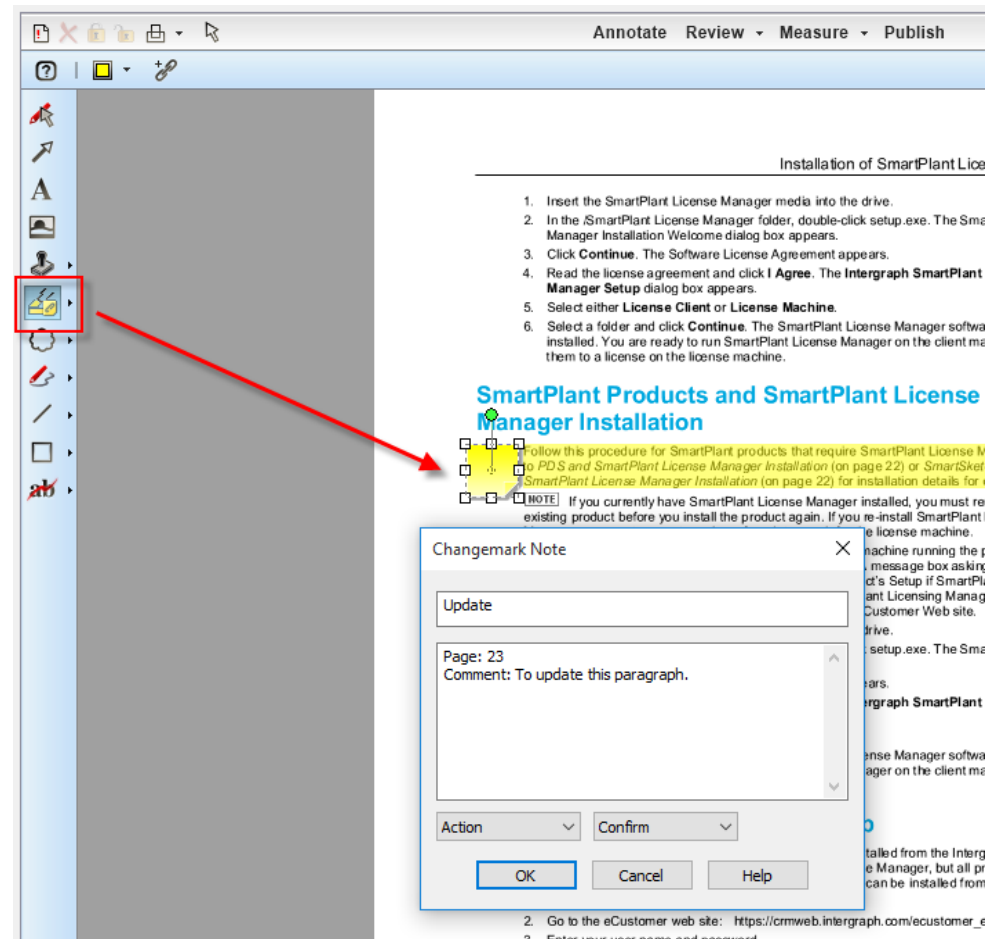 Annotate Review Measure Publish
A
ab
Installation of SmartPlant Lice
1. Insert the SmartPlant License Manager media into the drive.
2. In the /SmartPlant License Manager folder, double-click setup.exe. The Sma
Manager Installation Welcome dialog box appears.
3. Click Continue. The Software License Agreement appears.
4. Read the license agreement and click I Agree. The Intergraph SmartPlant
Manager Setup dialog box appears.
5. Select either License Client or License Machine.
6. Select a folder and click Continue. The SmartPlant License Manager softwa
installed. You are ready to run SmartPlant License Manager on the client ma
them to a license on the license machine.
SmartPlant Products and SmartPlant License
Manager Installation
Follow this procedure for SmartPlant products that require SmartPlant License M
to PDS and SmartPlant License Manager Installation (on page 22) or SmartSket
SmartPlant License Manager Installation (on page 22) for installation details for e
NOTE If you currently have SmartPlant License Manager installed, you must re
existing product before you install the product again. If you re-install SmartPlant
e license machine.
machine running the p
message box asking
ct's Setup if SmartPla
ant Licensing Manag
Customer Web site.
drive.
setup.exe. The Sma
ears.
ergraph SmartPlant
ense Manager softwa
ager on the client ma
p
talled from the Interg
e Manager, but all pr
can be installed from
2. Go to the eCustomer web site: https://crmweb.intergraph.com/ecustomer_e
3. Enter your user name and password
Changemark Note
Update
Page: 23
Comment: To update this paragraph.
Action Confirm
OK Cancel Help